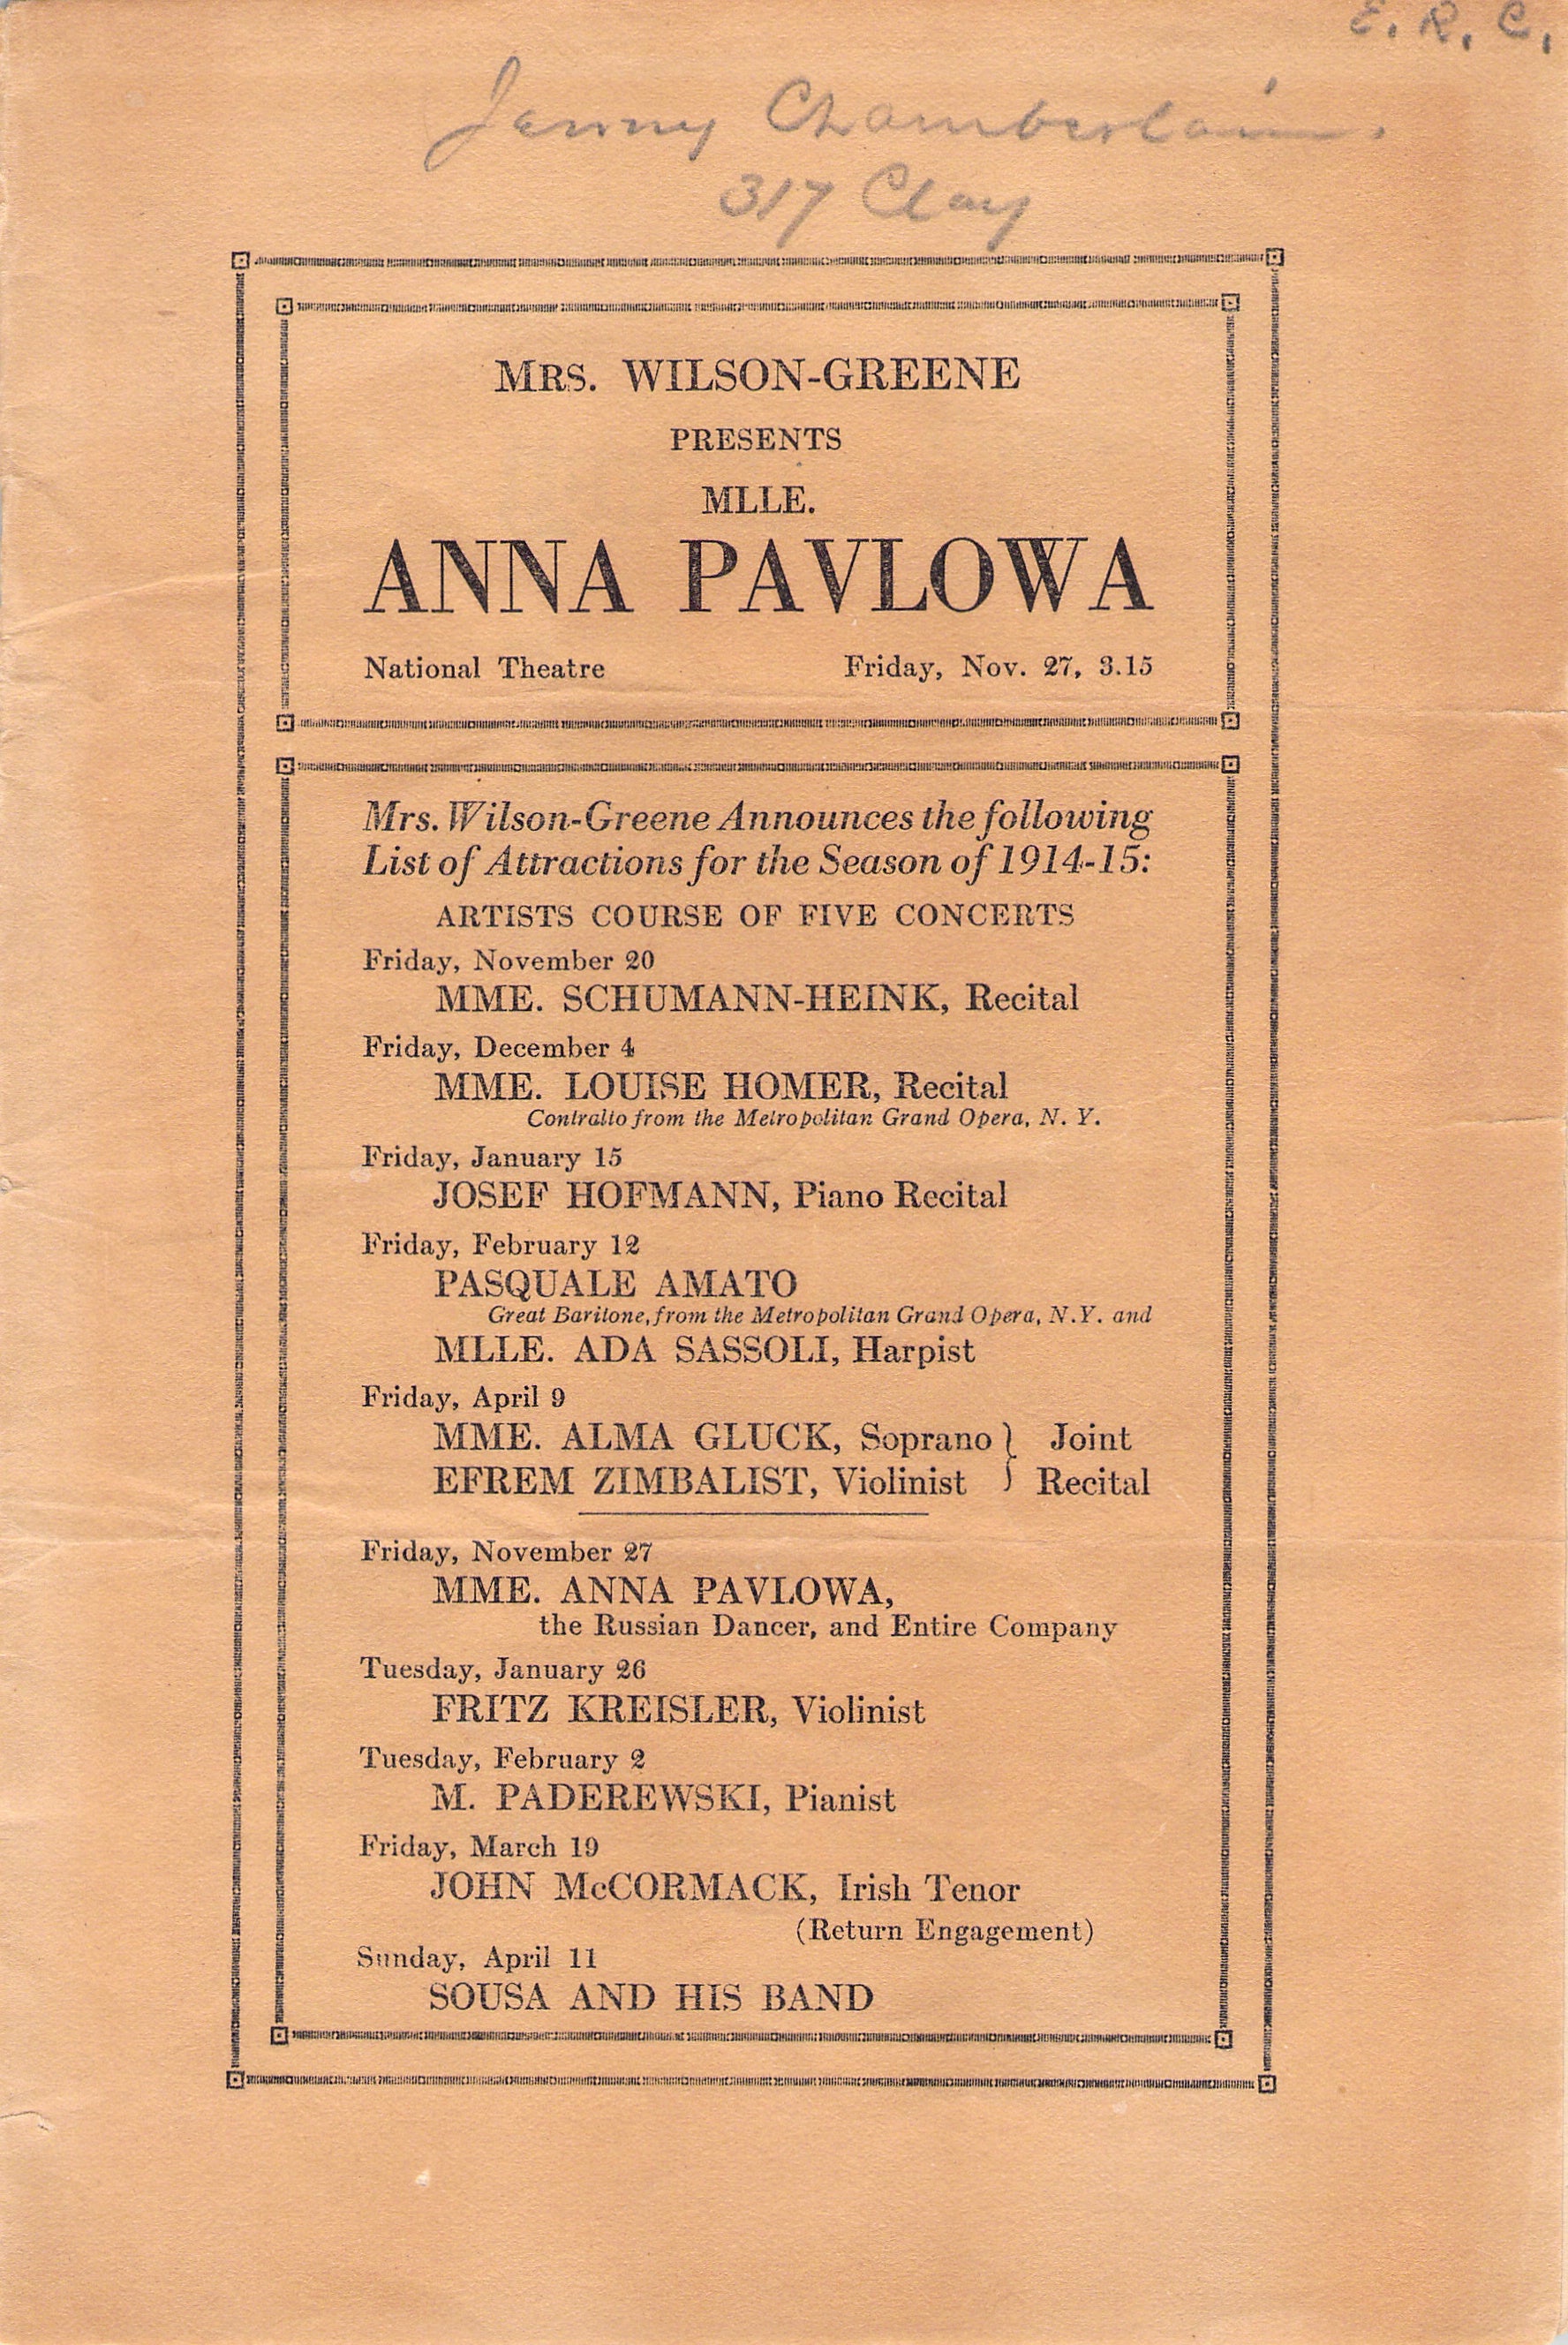 E. R. C.
Jenny Chamberlain.
317 Clay
MRS. WILSON-GREENE
PRESENTS
MLLE.
ANNA PAVLOWA
National Theatre Friday, Nov. 27, 3.15
Mrs. Wilson-Greene Announces the following
List of Attractions for the Season of 1914-15:
ARTISTS COURSE OF FIVE CONCERTS
Friday, November 20
MME. SCHUMANN-HEINK, Recital
Friday, December 4
MME. LOUISE HOMER, Recital
Contralto from the Metropolitan Grand Opera, N. Y.
Friday, January 15
JOSEF HOFMANN, Piano Recital
Friday, February 12
PASQUALE AMATO
Great Baritone, from the Metropolitan Grand Opera, N.Y. and
MLLE. ADA SASSOLI, Harpist
Friday, April 9
MME. ALMA GLUCK, Soprano } Joint
EFREM ZIMBALIST, Violinist } Recital
Friday, November 27
MME. ANNA PAVLOWA,
the Russian Dancer, and Entire Company
Tuesday, January 26
FRITZ KREISLER, Violinist
Tuesday, February 2
M. PADEREWSKI, Pianist
Friday, March 19
JOHN McCORMACK, Irish Tenor
(Return Engagement)
Sunday, April 11
SOUSA AND HIS BAND